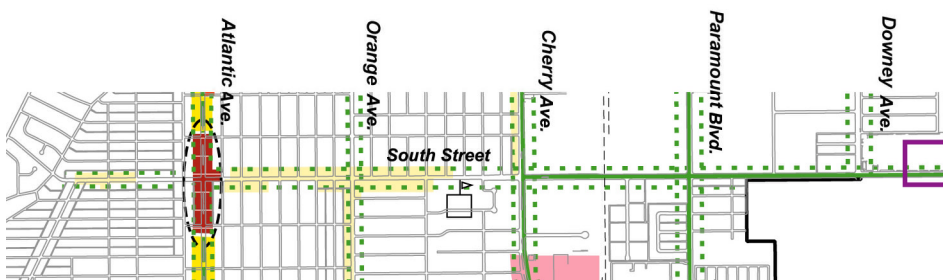 Atlantic Ave.
Orange Ave.
Cherry Ave.
Paramount Blvd.
Downey Ave.
South Street